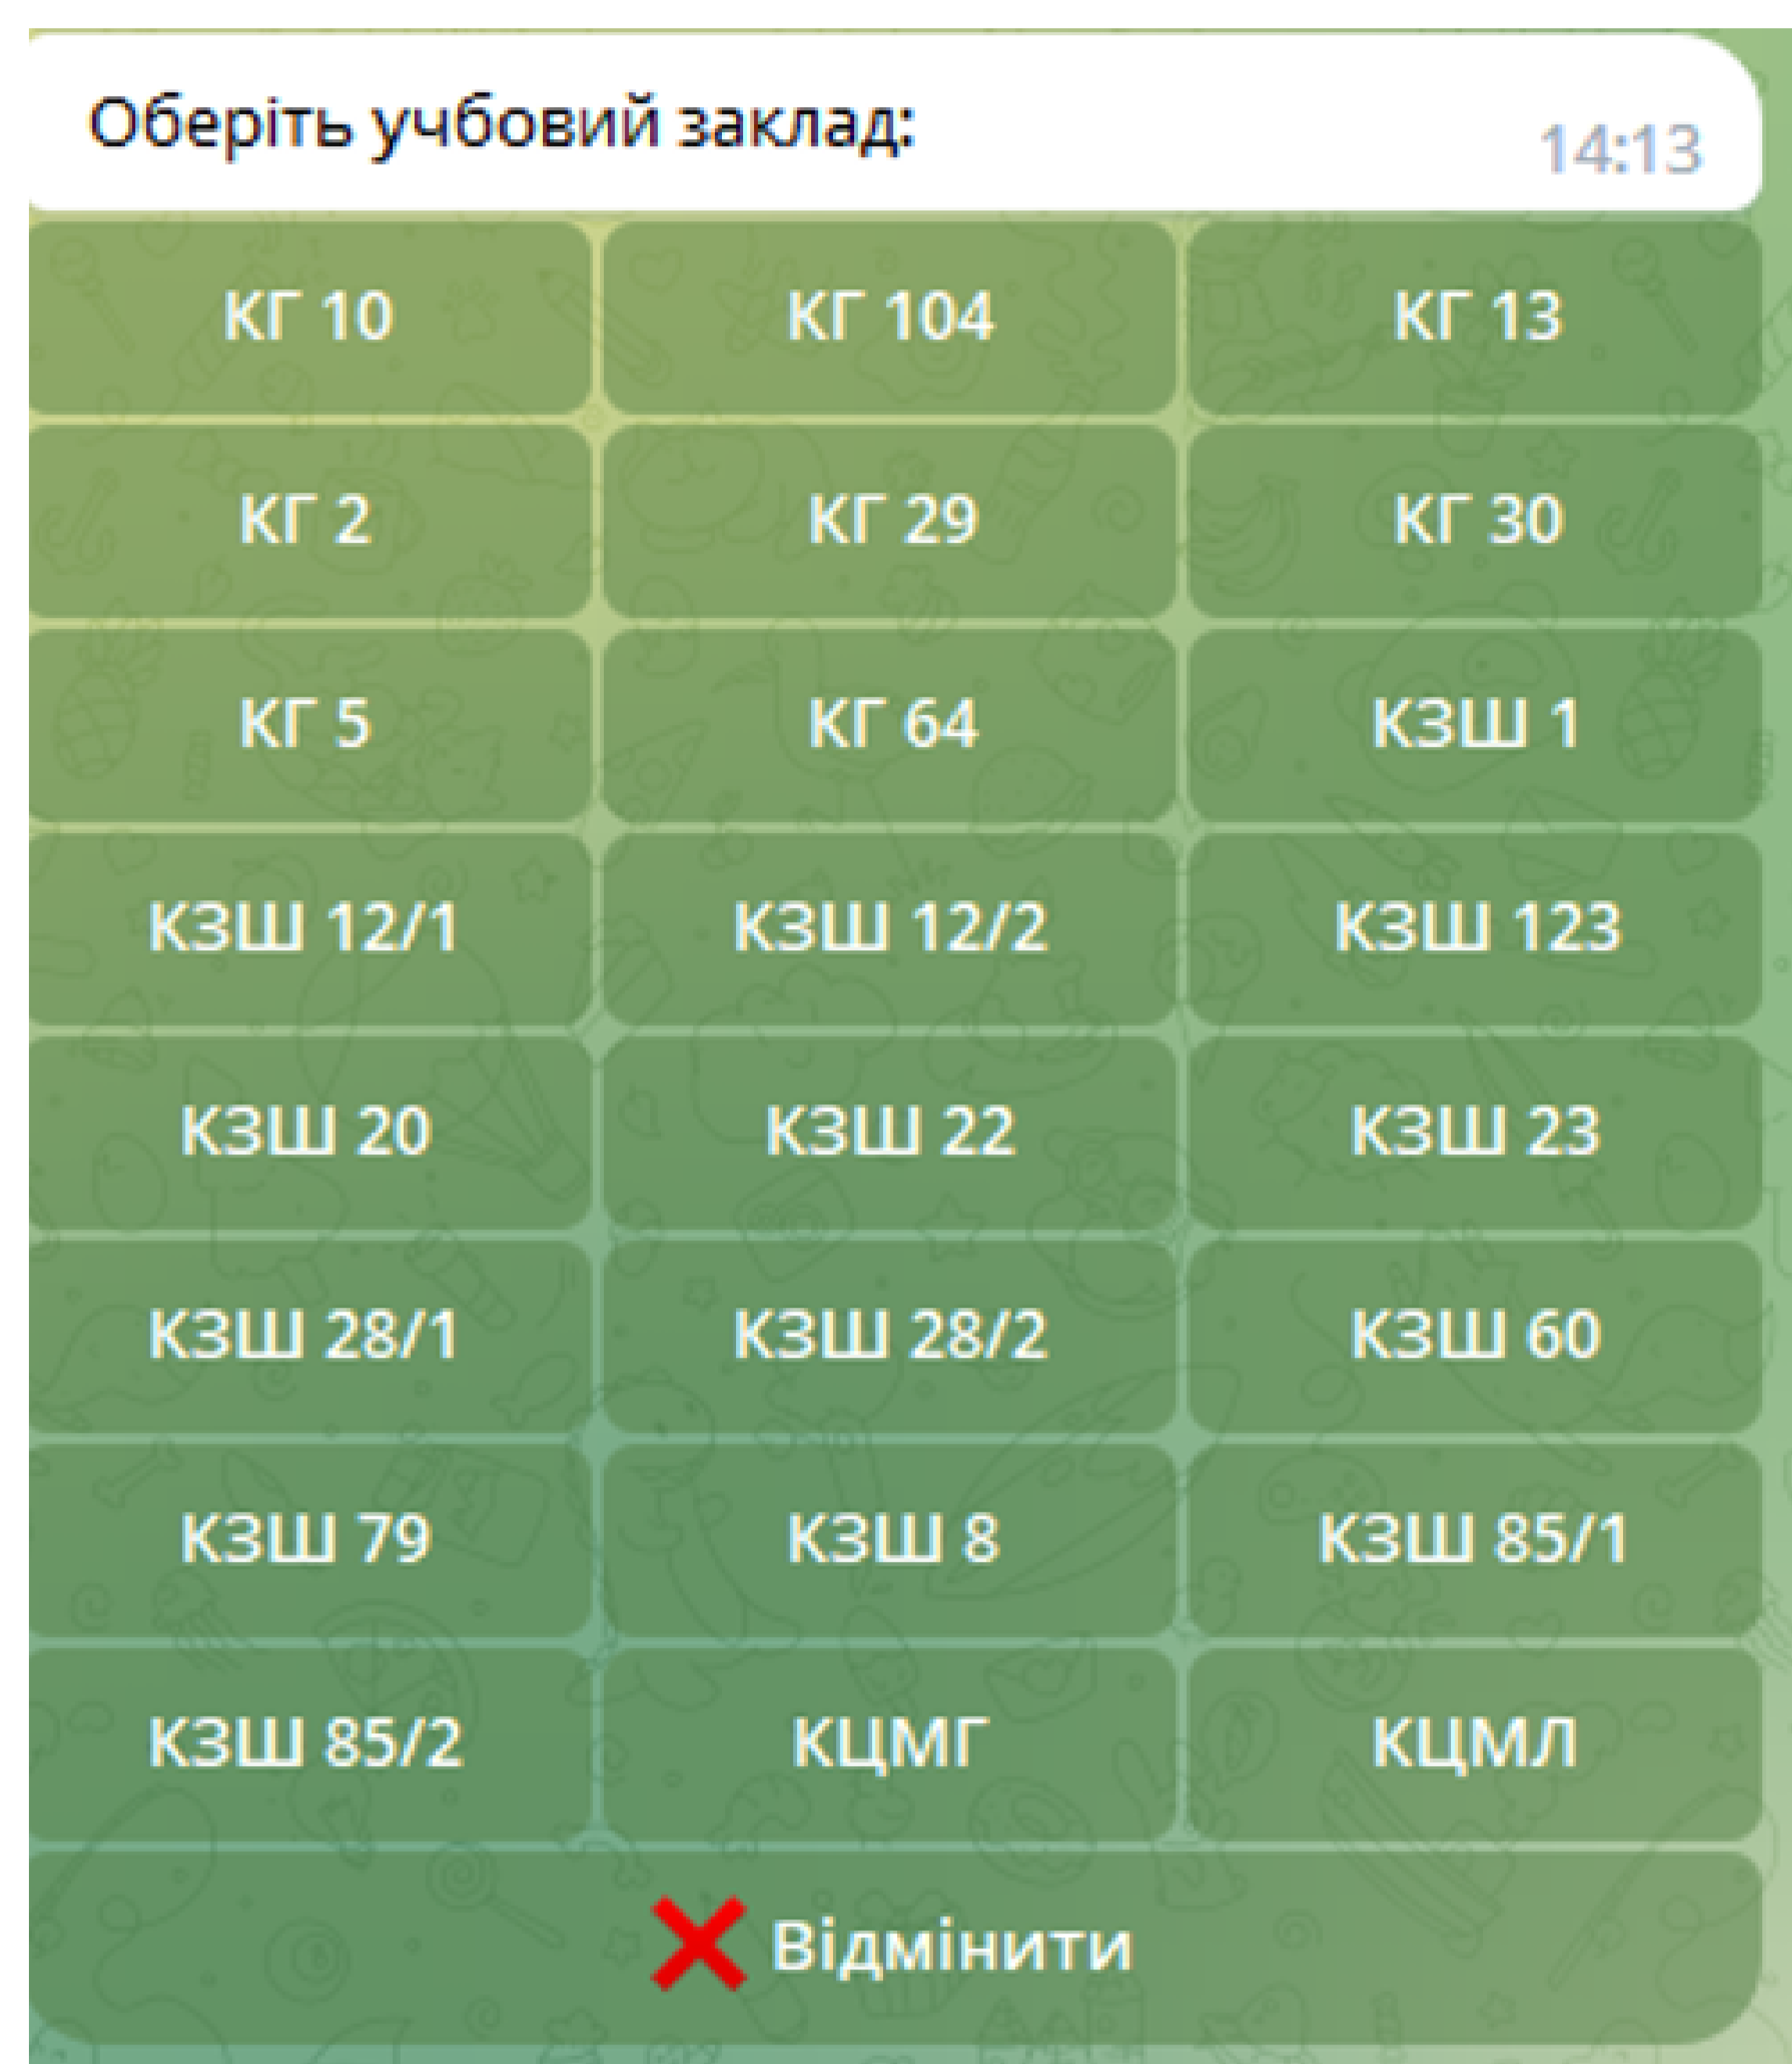 Оберіть учбовий заклад:
14:13
КГ 10 КГ 104 КГ 13
КГ 2 КГ 29 КГ 30
КГ 5 КГ 64 КЗШ 1
КЗШ 12/1 КЗШ 12/2 КЗШ 123
КЗШ 20 КЗШ 22 КЗШ 23
КЗШ 28/1 КЗШ 28/2 КЗШ 60
КЗШ 79 КЗШ 8 КЗШ 85/1
КЗШ 85/2 КЦМГ КЦМЛ
❌ Відмінити